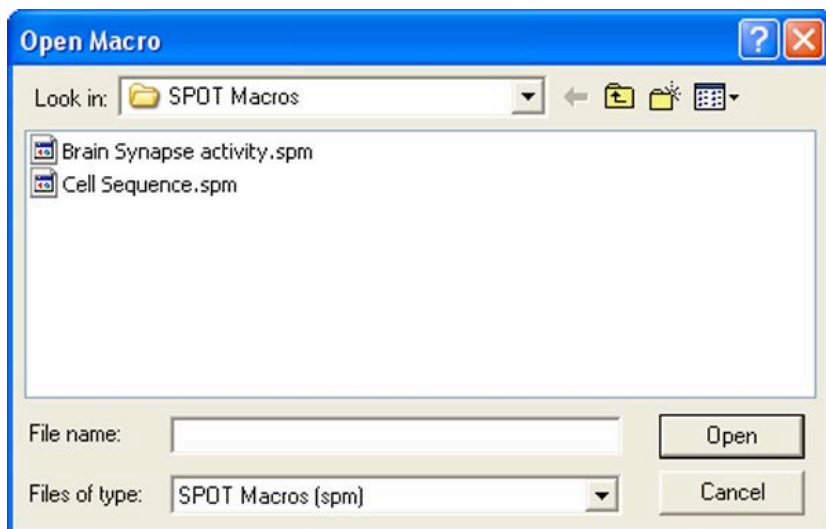 Open Macro
Look in: SPOT Macros
Brain Synapse activity.spm
Cell Sequence.spm
File name: Open
Files of type: SPOT Macros (spm) Cancel